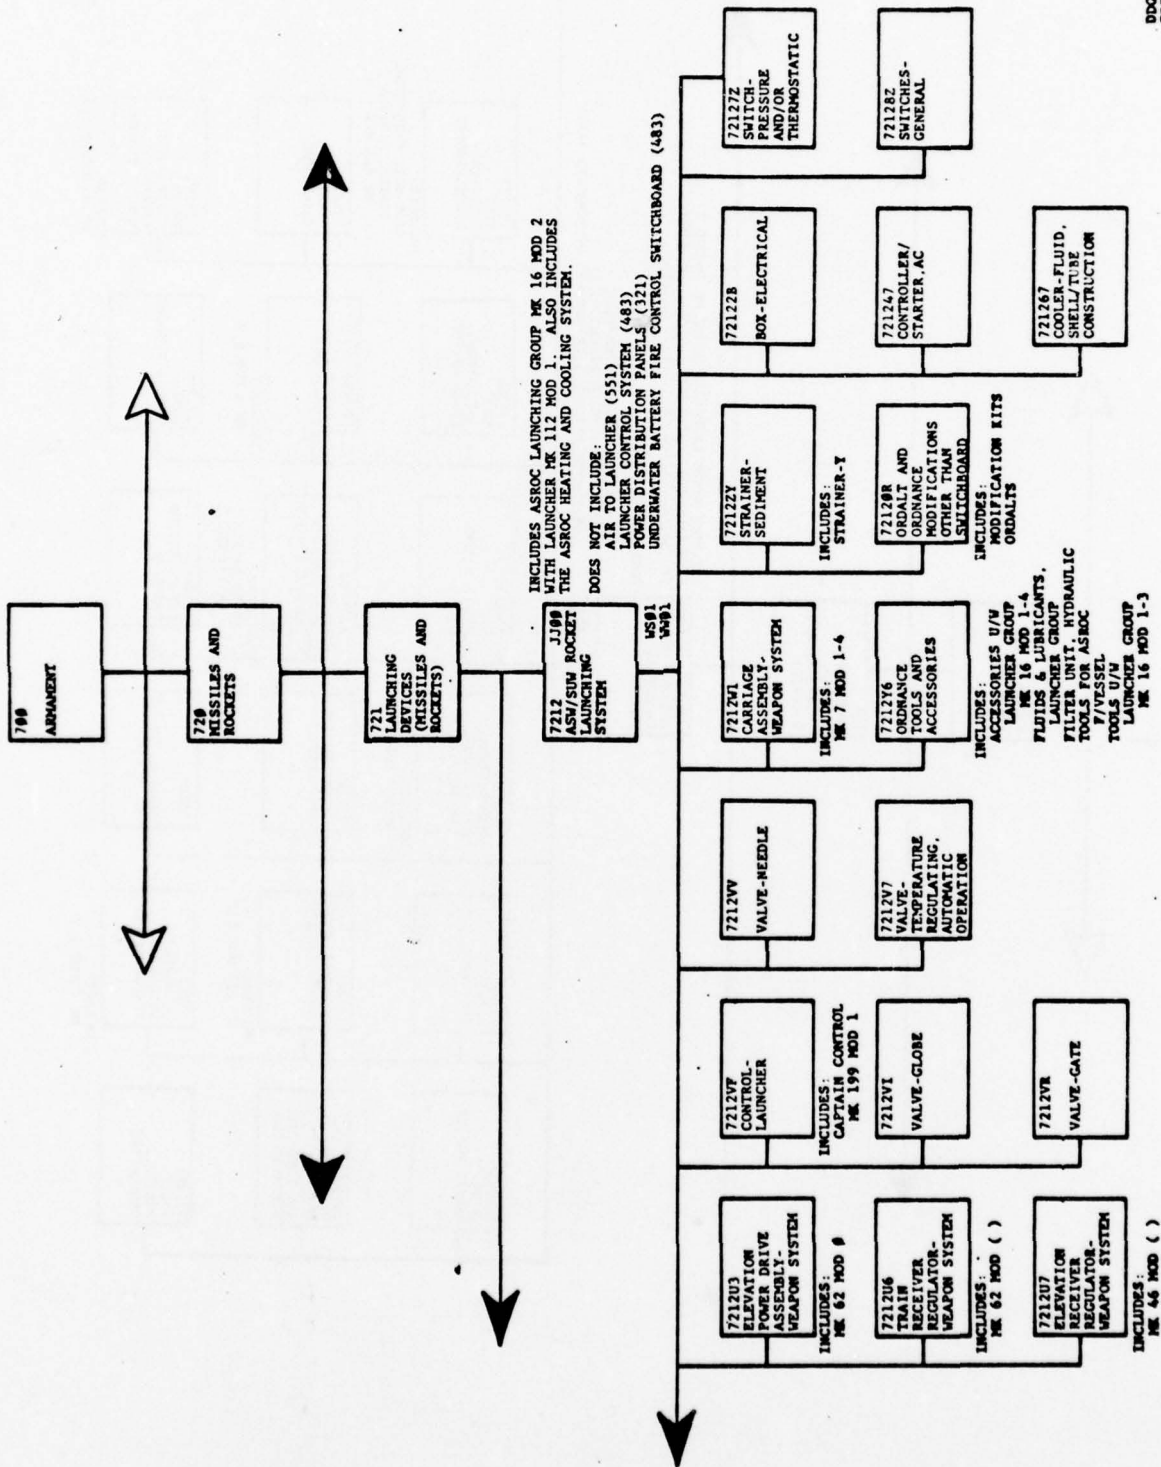 700
ARMAMENT
720
MISSILES AND
ROCKETS
721
LAUNCHING
DEVICES
(MISSILES AND
ROCKETS)
7212 JJ00
ASW/SUW ROCKET
LAUNCHING
SYSTEM
WS01
WW01
INCLUDES ASROC LAUNCHING GROUP MK 16 MOD 2
WITH LAUNCHER MK 112 MOD 1. ALSO INCLUDES
THE ASROC HEATING AND COOLING SYSTEM.
DOES NOT INCLUDE:
AIR TO LAUNCHER (551)
LAUNCHER CONTROL SYSTEM (483)
POWER DISTRIBUTION PANELS (321)
UNDERWATER BATTERY FIRE CONTROL SWITCHBOARD (483)
7212U3
ELEVATION
POWER DRIVE
ASSEMBLY-
WEAPON SYSTEM
INCLUDES:
MK 62 MOD 0
7212U6
TRAIN
RECEIVER
REGULATOR-
WEAPON SYSTEM
INCLUDES:
MK 62 MOD ( )
7212U7
ELEVATION
RECEIVER
REGULATOR-
WEAPON SYSTEM
INCLUDES:
MK 46 MOD ( )
7212VF
CONTROL-
LAUNCHER
INCLUDES:
CAPTAIN CONTROL
MK 199 MOD 1
7212VI
VALVE-GLOBE
7212VR
VALVE-GATE
7212VV
VALVE-NEEDLE
7212V7
VALVE-
TEMPERATURE
REGULATING,
AUTOMATIC
OPERATION
7212W1
CARRIAGE
ASSEMBLY-
WEAPON SYSTEM
INCLUDES:
MK 7 MOD 1-4
7212Y6
ORDNANCE
TOOLS AND
ACCESSORIES
INCLUDES:
ACCESSORIES U/W
LAUNCHER GROUP
MK 16 MOD 1-4
FLUIDS & LUBRICANTS,
LAUNCHER GROUP
FILTER UNIT, HYDRAULIC
TOOLS FOR ASROC
F/VESSEL
TOOLS U/W
LAUNCHER GROUP
MK 16 MOD 1-3
7212ZY
STRAINER-
SEDIMENT
INCLUDES:
STRAINER-Y
72120R
ORDALT AND
ORDNANCE
MODIFICATIONS
OTHER THAN
SWITCHBOARD
INCLUDES:
MODIFICATION KITS
ORDALTS
72122B
BOX-ELECTRICAL
721247
CONTROLLER/
STARTER,AC
721267
COOLER-FLUID,
SHELL/TUBE
CONSTRUCTION
72127Z
SWITCH-
PRESSURE
AND/OR
THERMOSTATIC
72128Z
SWITCHES-
GENERAL